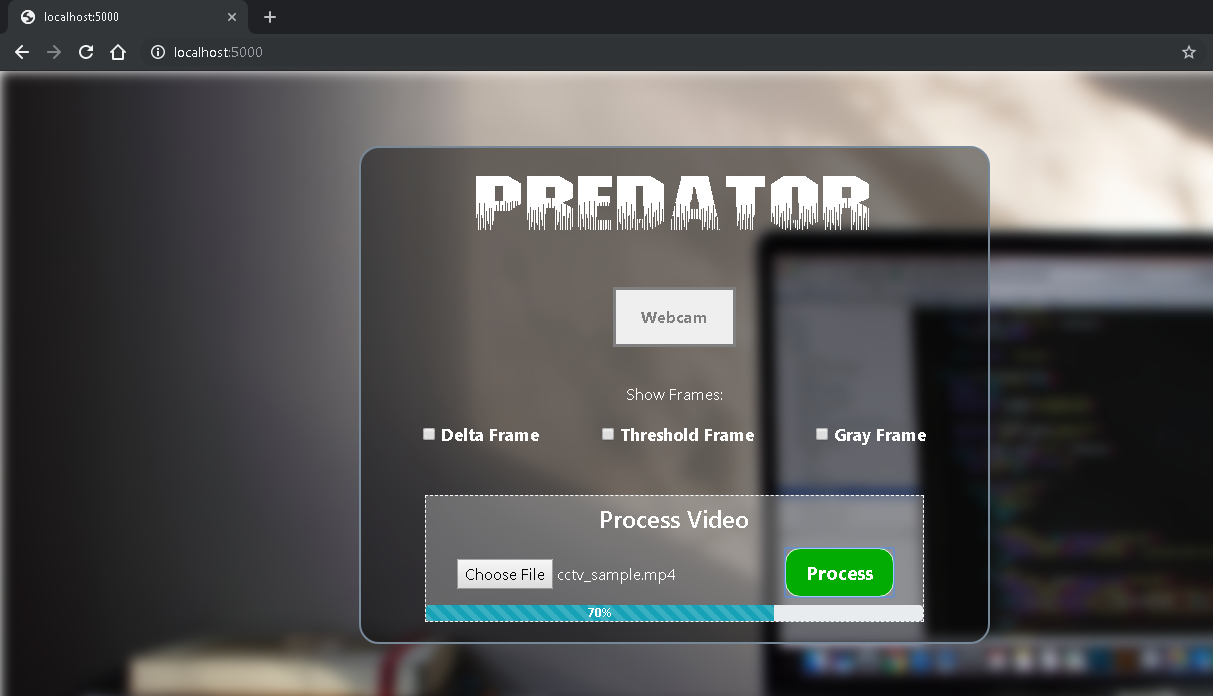 localhost:5000
localhost:5000
PREDATOR
Webcam
Show Frames:
Delta Frame Threshold Frame Gray Frame
Process Video
Choose File cctv_sample.mp4 Process
70%